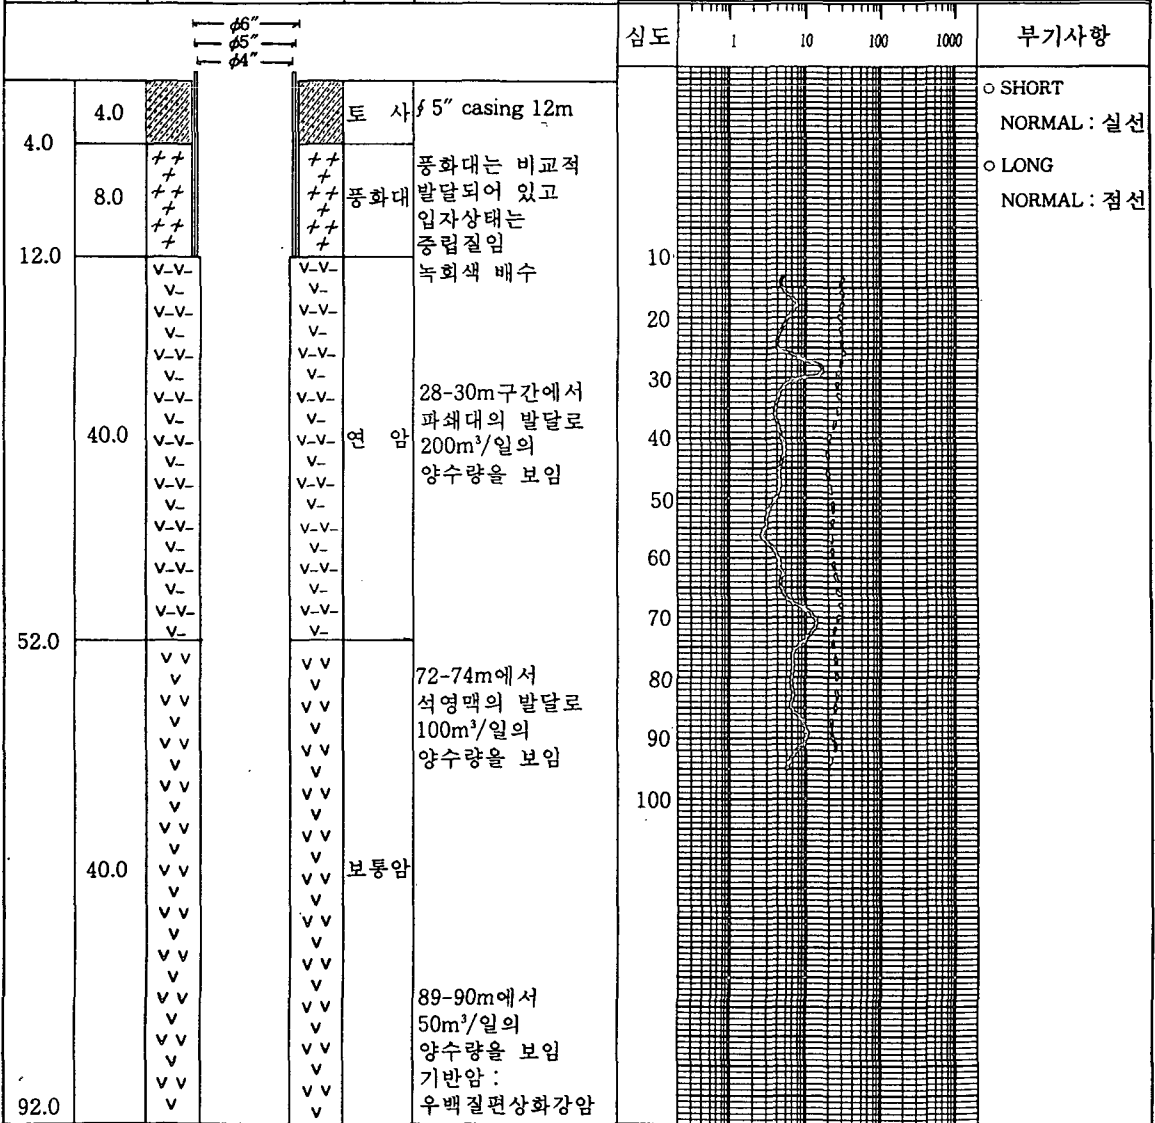 φ6″
φ5″
φ4″
4.0
토 사
∮ 5″ casing 12m
4.0
8.0
풍화대
풍화대는 비교적
발달되어 있고
입자상태는
중립질임
12.0
녹회색 배수
40.0
연 암
28-30m구간에서
파쇄대의 발달로
200m³/일의
양수량을 보임
52.0
72-74m에서
석영맥의 발달로
100m³/일의
양수량을 보임
40.0
보통암
89-90m에서
50m³/일의
양수량을 보임
기반암 :
우백질편상화강암
92.0
심도
1 10 100 1000
부기사항
○ SHORT
NORMAL : 실선
○ LONG
NORMAL : 점선
10
20
30
40
50
60
70
80
90
100